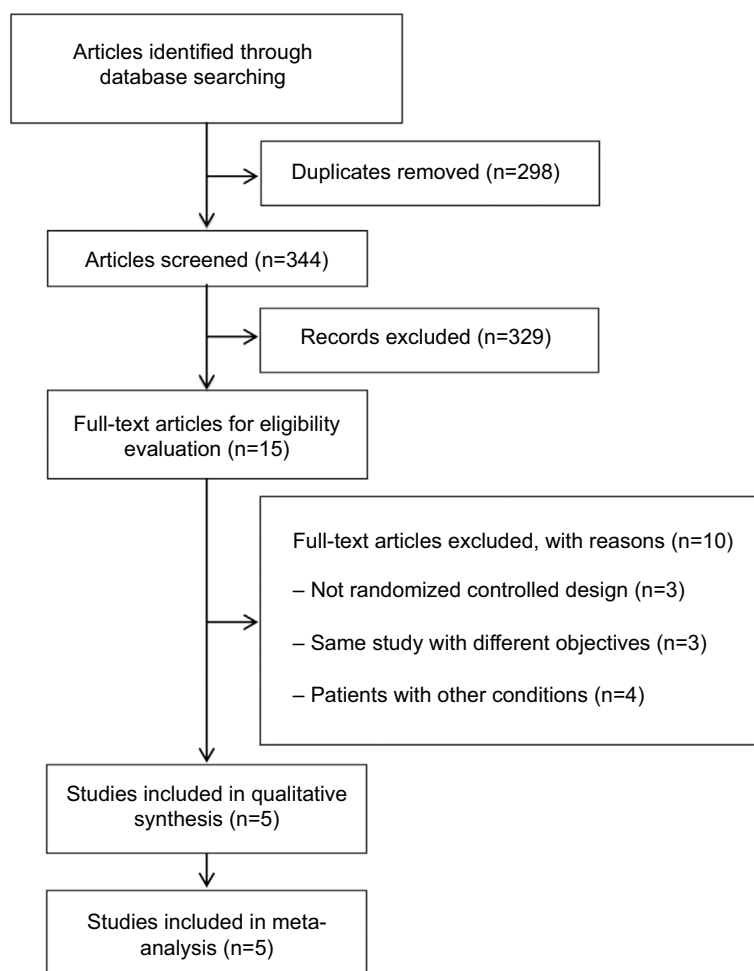 Articles identified through
database searching
Duplicates removed (n=298)
Articles screened (n=344)
Records excluded (n=329)
Full-text articles for eligibility
evaluation (n=15)
Full-text articles excluded, with reasons (n=10)
– Not randomized controlled design (n=3)
– Same study with different objectives (n=3)
– Patients with other conditions (n=4)
Studies included in qualitative
synthesis (n=5)
Studies included in meta-
analysis (n=5)